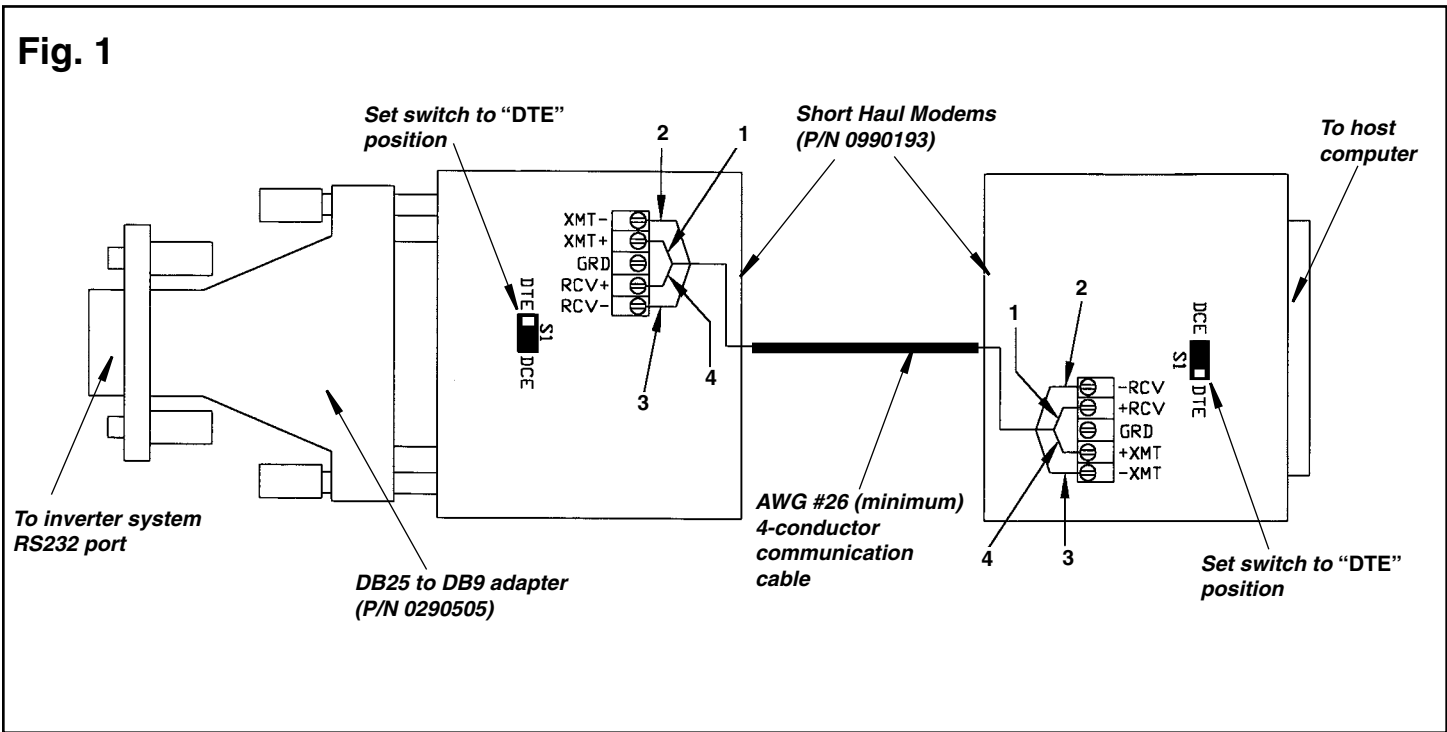 Fig. 1
Set switch to “DTE”
position
2
1
Short Haul Modems
(P/N 0990193)
To host
computer
XMT-
XMT+
GRD
RCV+
RCV-
DTE
S1
DCE
3
4
1
2
-RCV
+RCV
GRD
+XMT
-XMT
DCE
S1
DTE
4
3
To inverter system
RS232 port
DB25 to DB9 adapter
(P/N 0290505)
AWG #26 (minimum)
4-conductor
communication
cable
Set switch to “DTE”
position